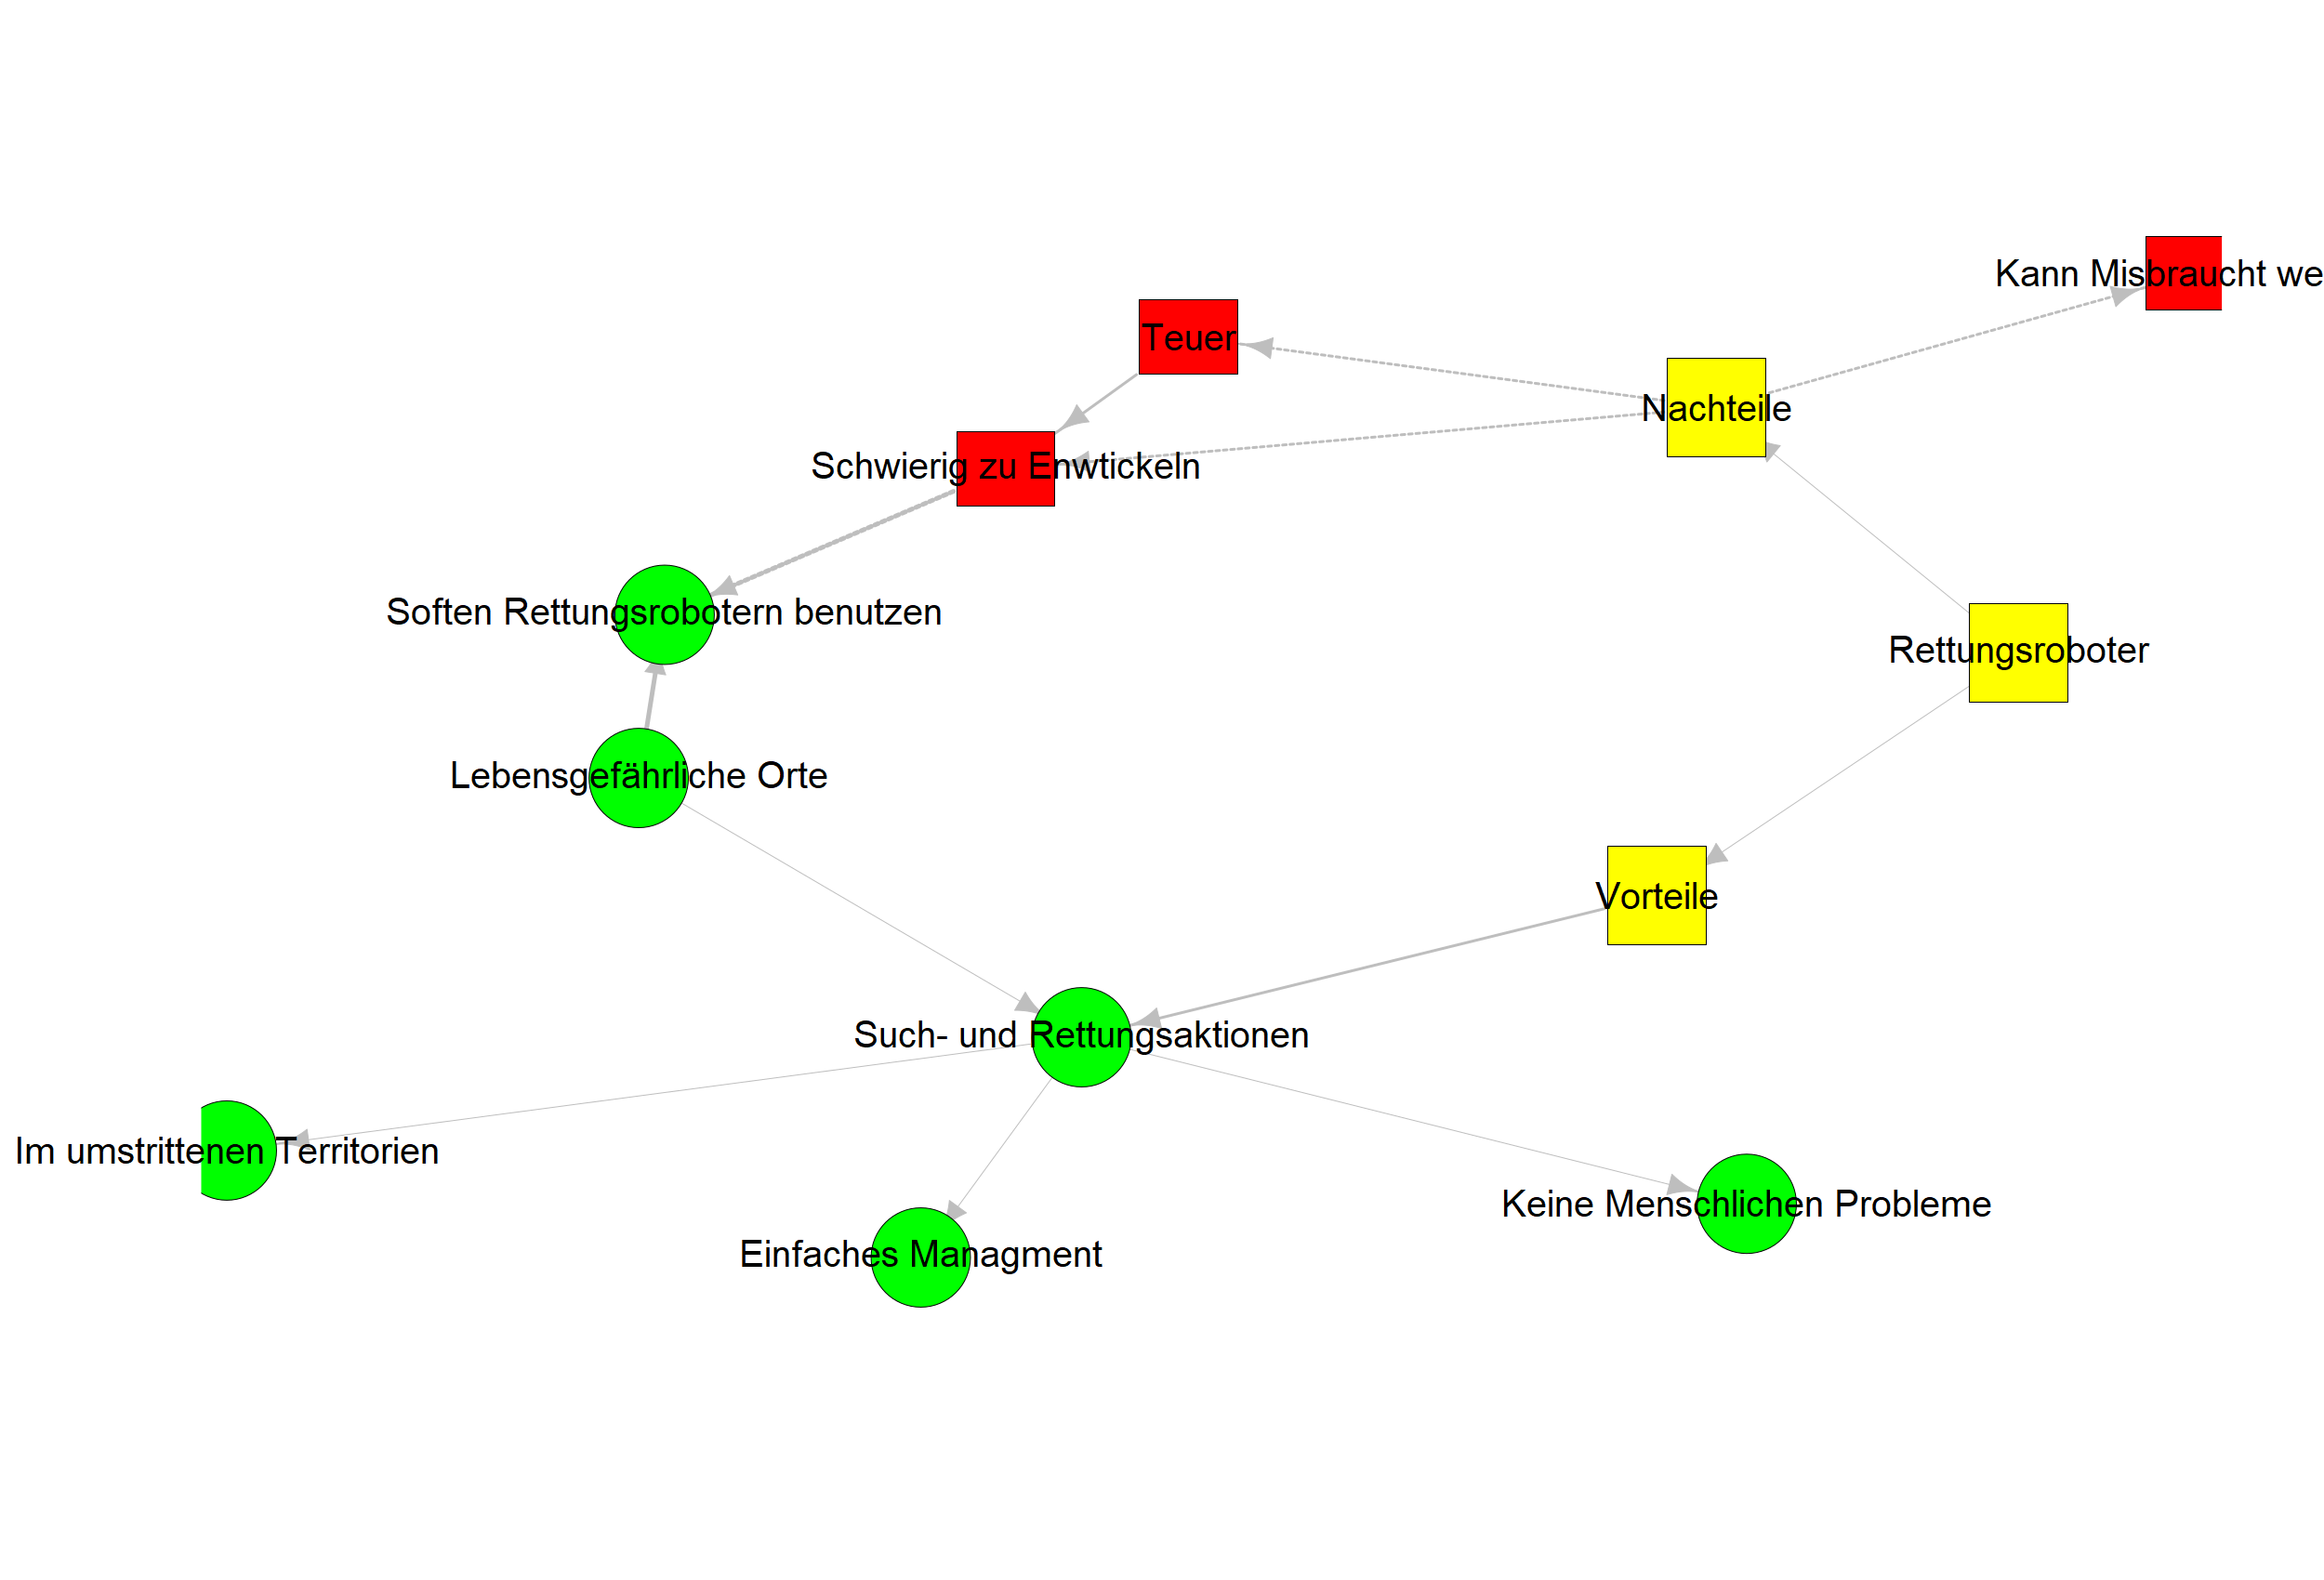 Kann Misbraucht we
Teuer
Nachteile
Schwierig zu Enwtickeln
Soften Rettungsrobotern benutzen
Rettungsroboter
Lebensgefährliche Orte
Vorteile
Such- und Rettungsaktionen
Im umstrittenen Territorien
Keine Menschlichen Probleme
Einfaches Managment